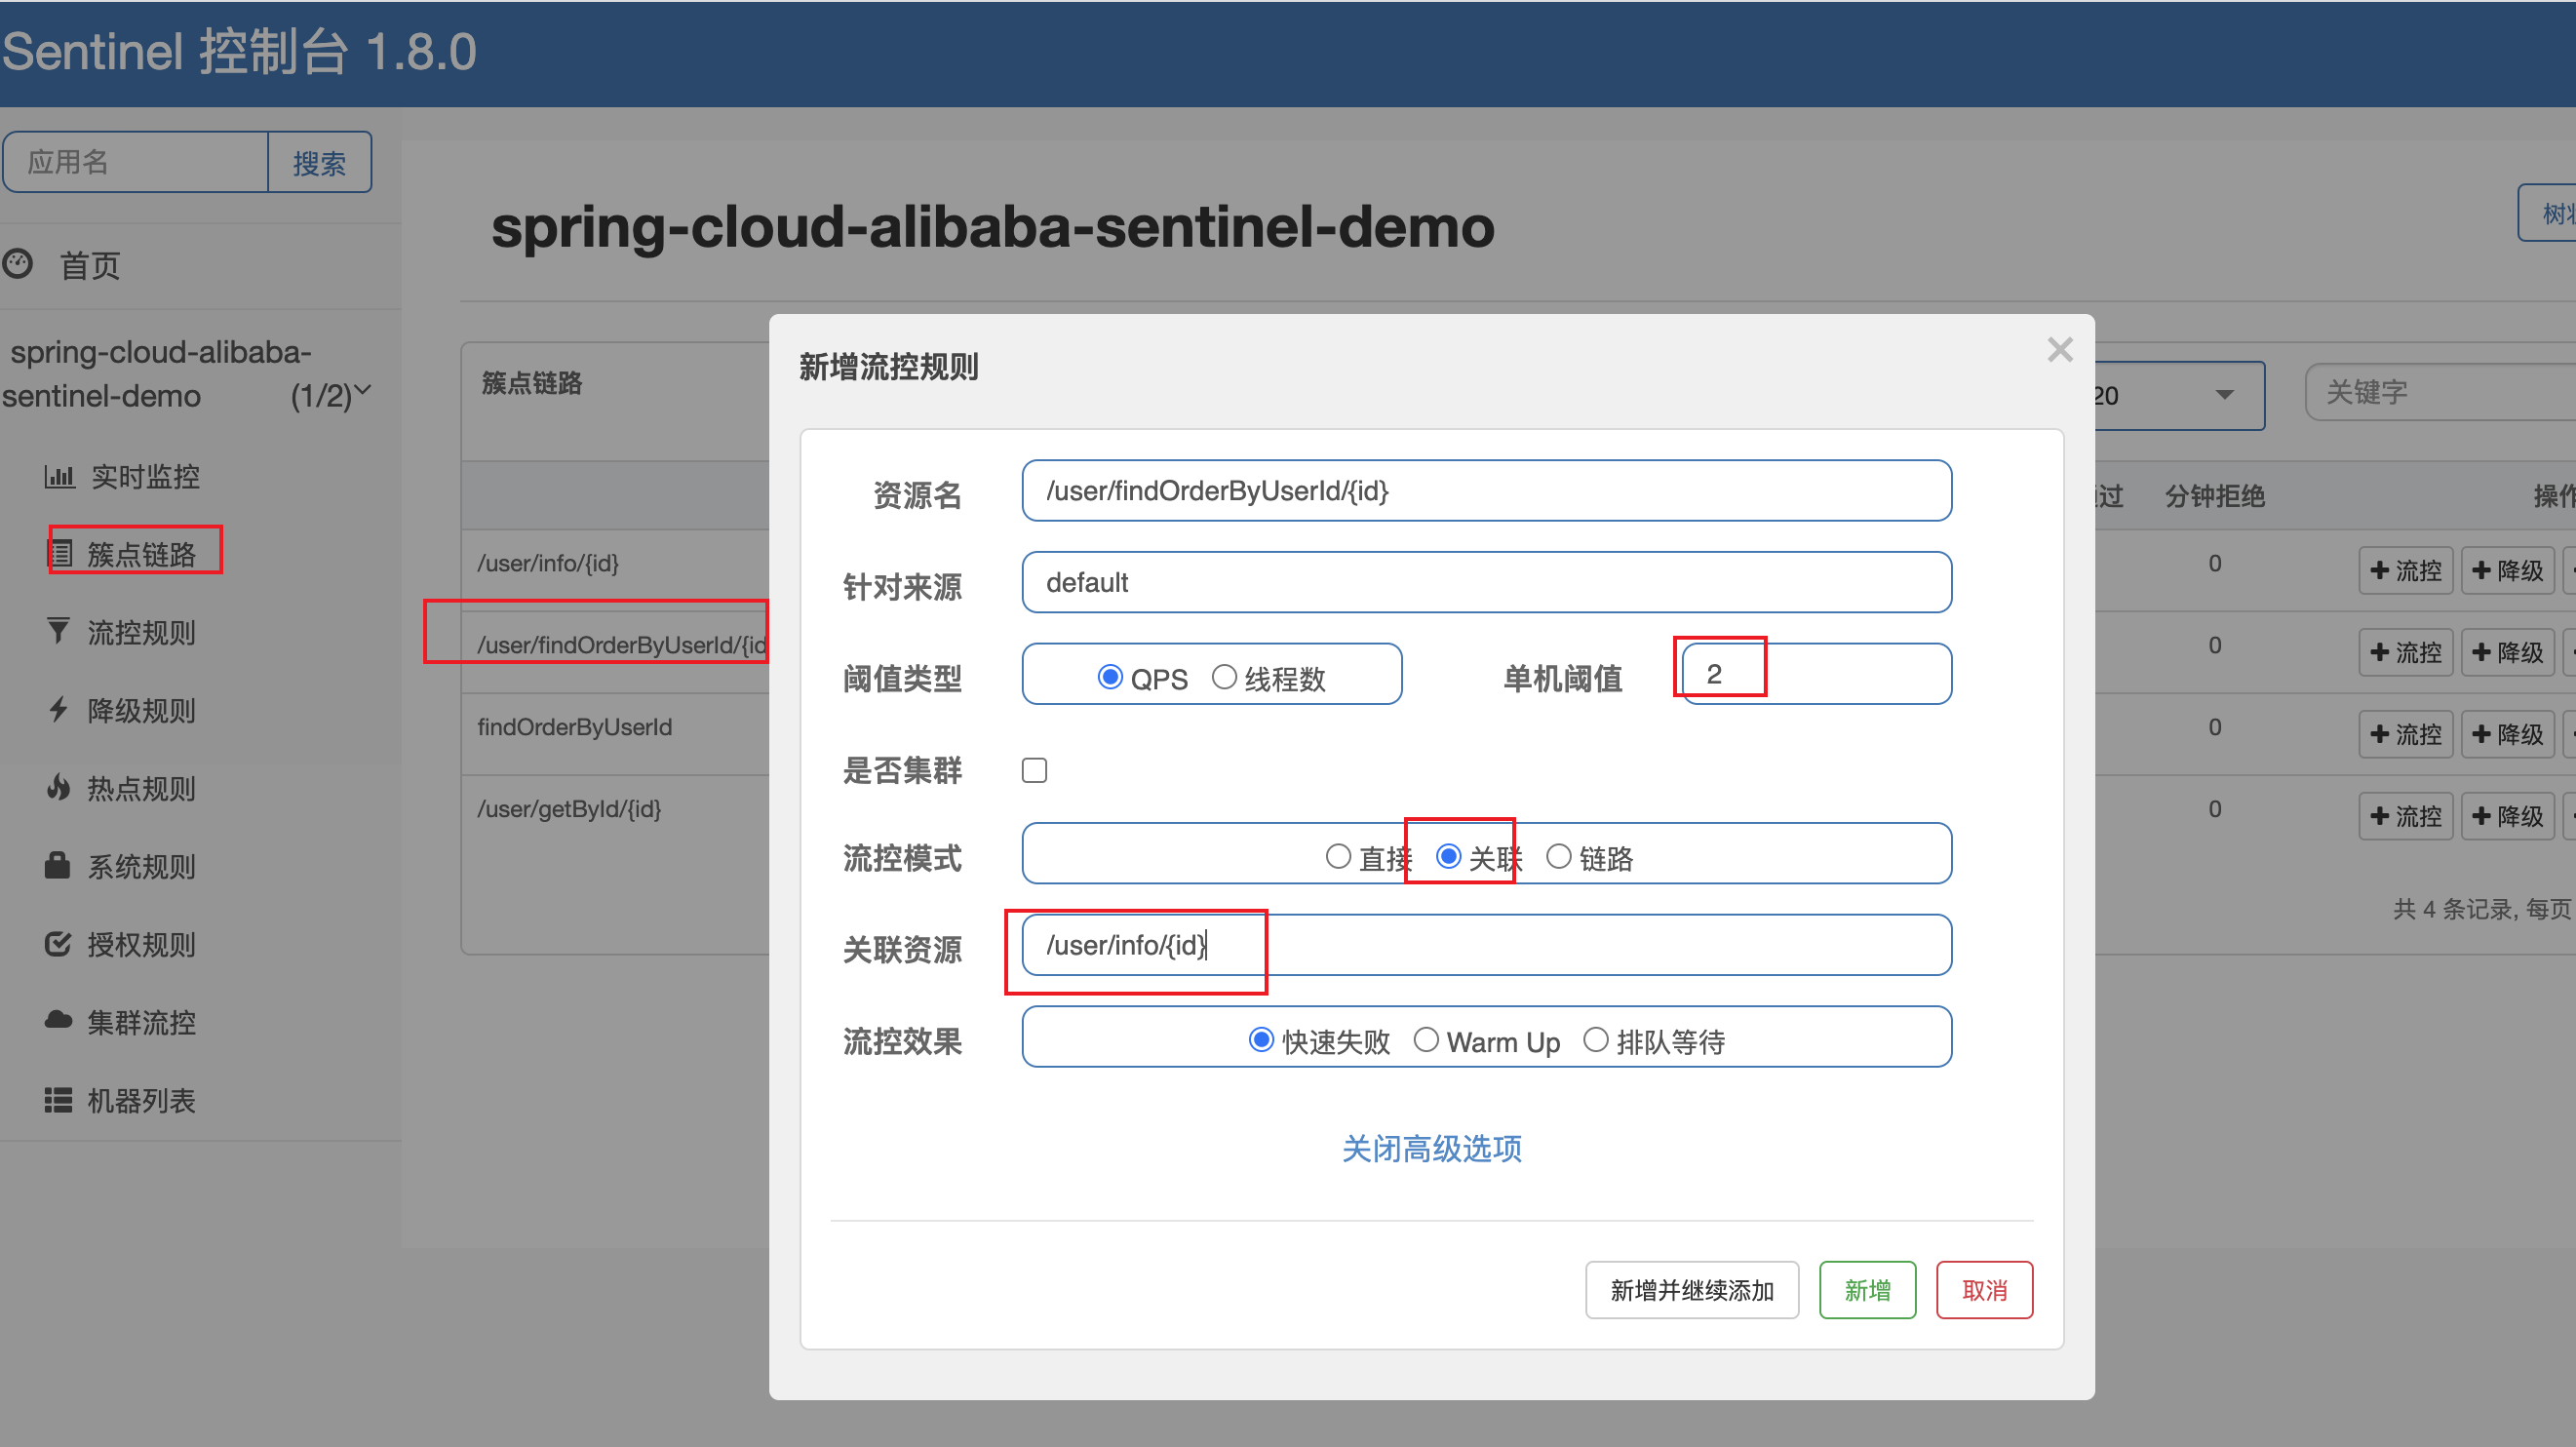 Sentinel 控制台 1.8.0
应用名 搜索
首页
spring-cloud-alibaba-
sentinel-demo (1/2)
实时监控
簇点链路
流控规则
降级规则
热点规则
系统规则
授权规则
集群流控
机器列表
spring-cloud-alibaba-sentinel-demo
簇点链路
20
关键字
分钟拒绝
/user/info/{id}
0 流控 降级
/user/findOrderByUserId/{id
0 流控 降级
findOrderByUserId
0 流控 降级
/user/getById/{id}
0 流控 降级
共 4 条记录, 每页
新增流控规则
资源名 /user/findOrderByUserId/{id}
针对来源 default
阈值类型 QPS 线程数 单机阈值 2
是否集群
流控模式 直接 关联 链路
关联资源 /user/info/{id}
流控效果 快速失败 Warm Up 排队等待
关闭高级选项
新增并继续添加 新增 取消